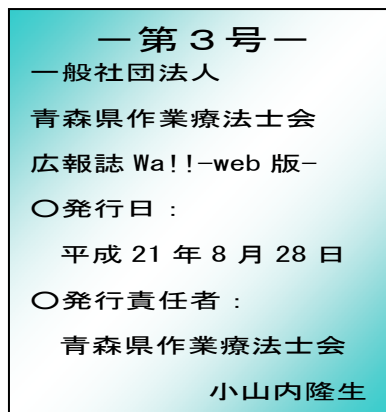 －第３号－
一般社団法人
青森県作業療法士会
広報誌 Wa!!-web 版-
〇発行日：
平成 21 年 8 月 28 日
〇発行責任者：
青森県作業療法士会
小山内隆生